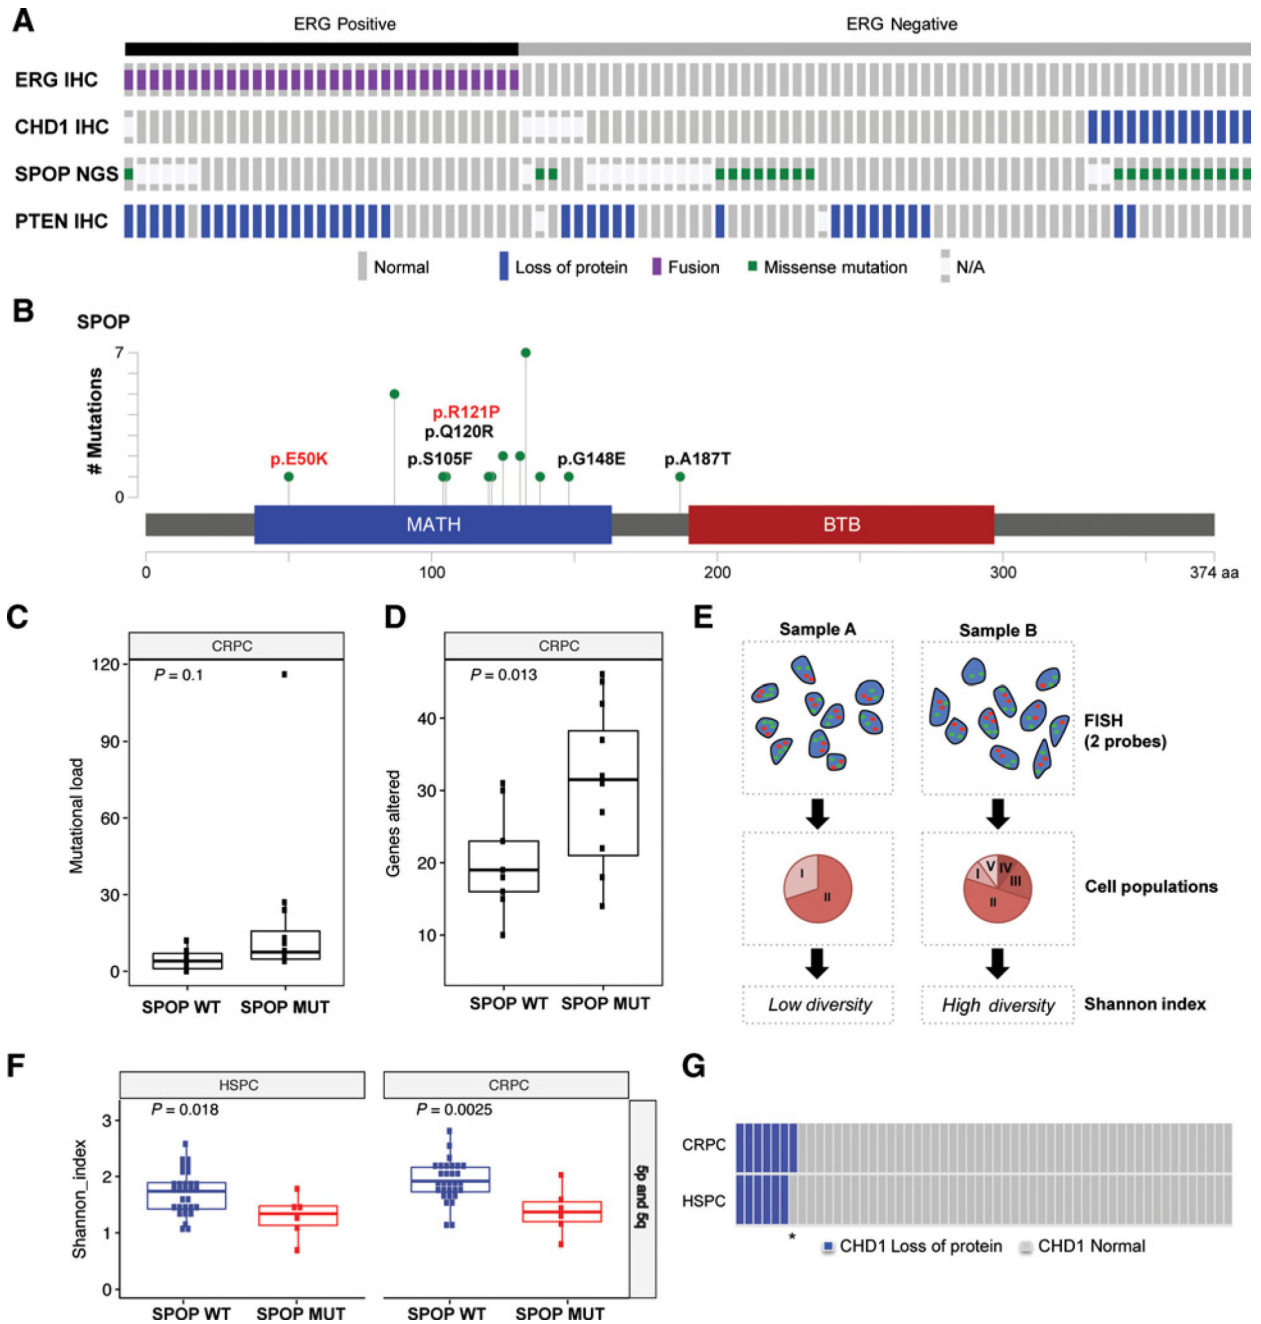 A
ERG Positive
ERG Negative
ERG IHC
CHD1 IHC
SPOP NGS
PTEN IHC
Normal
Loss of protein
Fusion
Missense mutation
N/A
B
SPOP
# Mutations
7
0
p.E50K
p.R121P
p.Q120R
p.S105F
p.G148E
p.A187T
MATH
BTB
0
100
200
300
374 aa
C
CRPC
P = 0.1
Mutational load
120
90
60
30
0
SPOP WT
SPOP MUT
D
CRPC
P = 0.013
Genes altered
40
30
20
10
SPOP WT
SPOP MUT
E
Sample A
Sample B
FISH
(2 probes)
I
II
I
V
IV
III
II
Cell populations
Low diversity
High diversity
Shannon index
F
HSPC
CRPC
P = 0.018
P = 0.0025
Shannon_index
3
2
1
0
5p and 5q
SPOP WT
SPOP MUT
SPOP WT
SPOP MUT
G
CRPC
HSPC
*
CHD1 Loss of protein
CHD1 Normal